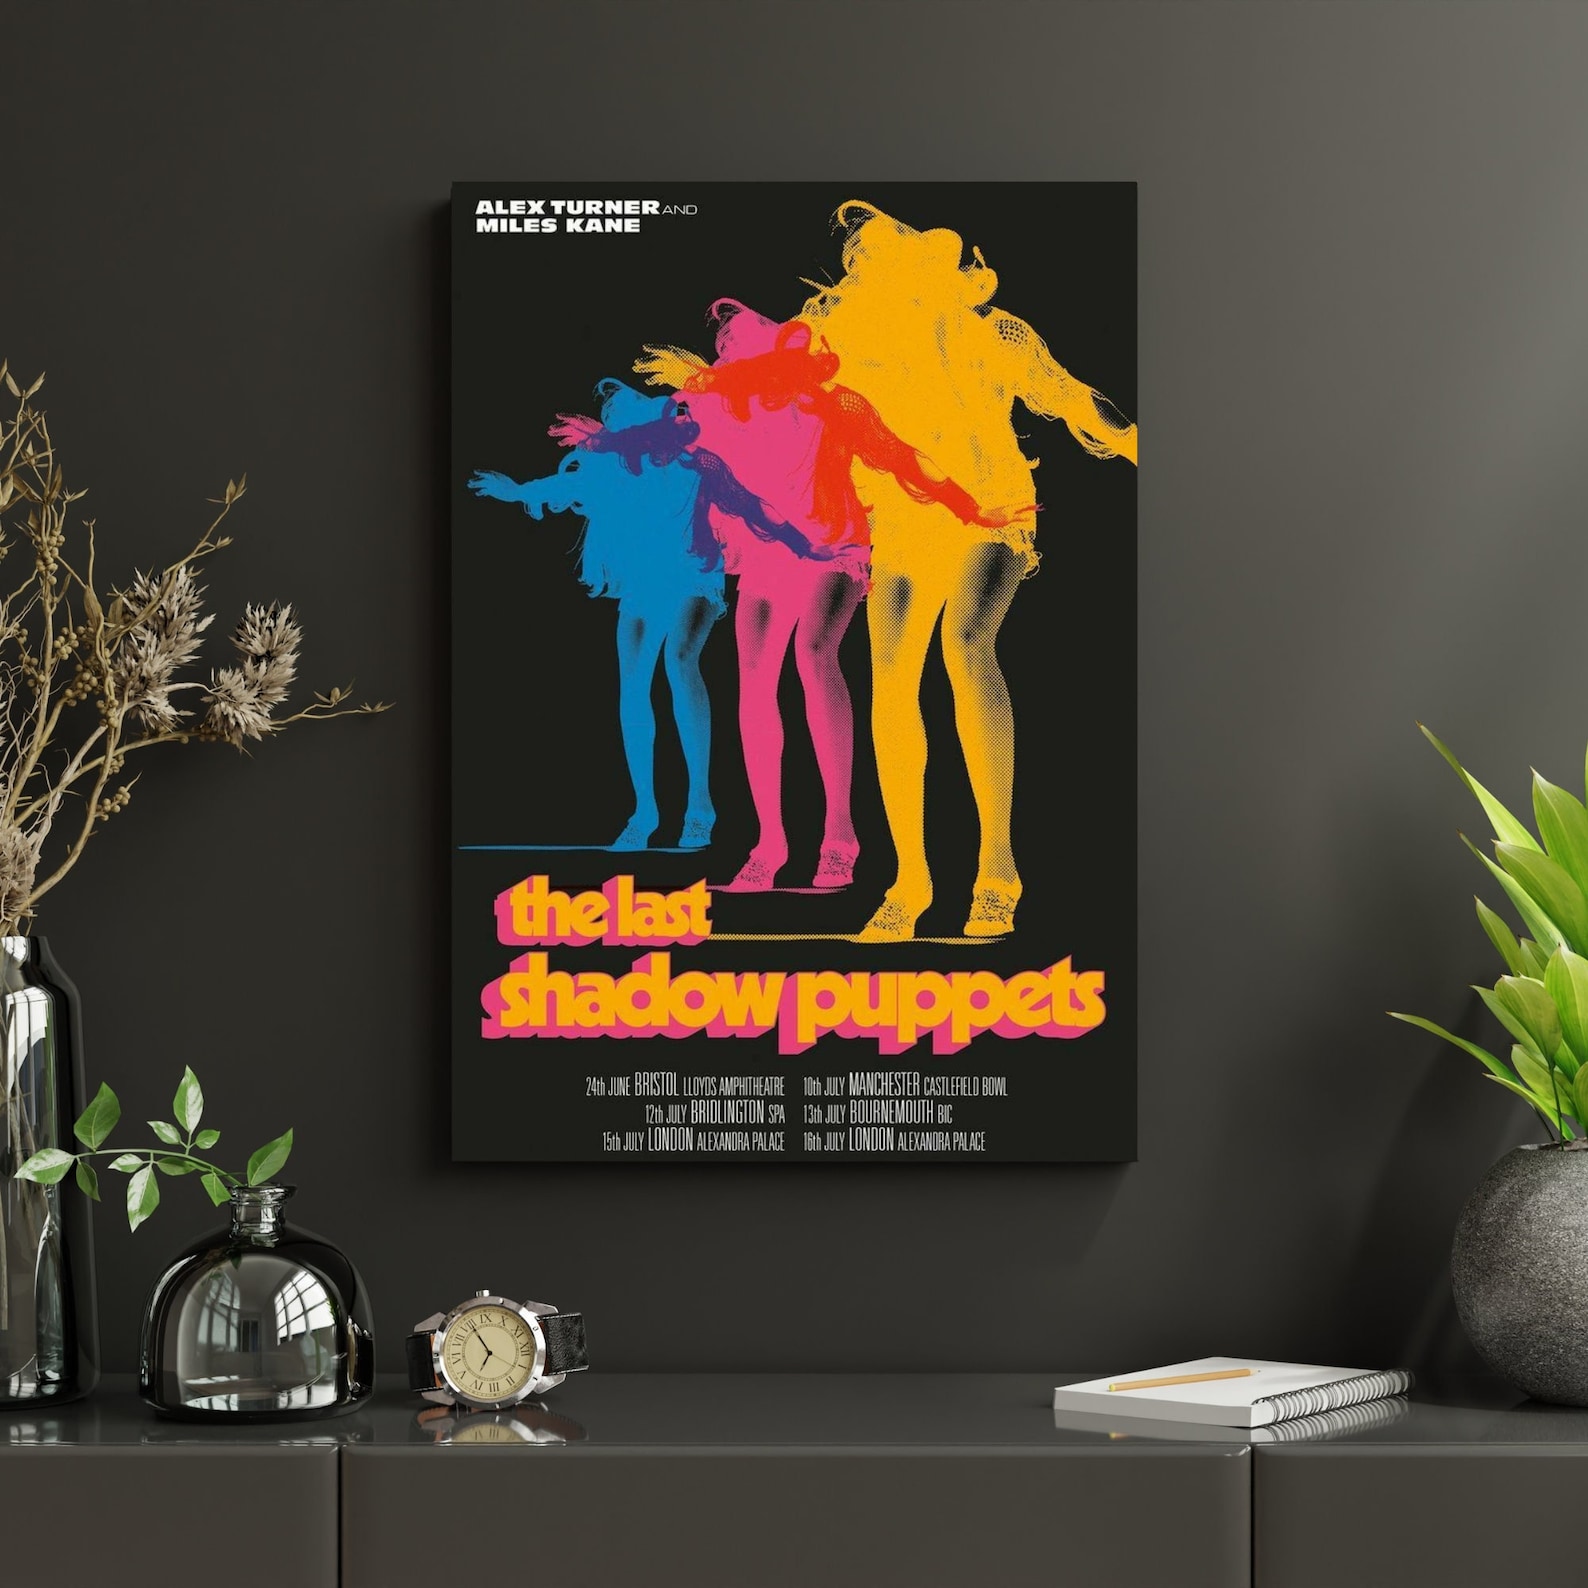 ALEX TURNER AND
MILES KANE
the last
shadow puppets
24th JUNE BRISTOL LLOYDS AMPHITHEATRE
12th JULY BRIDLINGTON SPA
15th JULY LONDON ALEXANDRA PALACE
10th JULY MANCHESTER CASTLEFIELD BOWL
13th JULY BOURNEMOUTH BIC
16th JULY LONDON ALEXANDRA PALACE